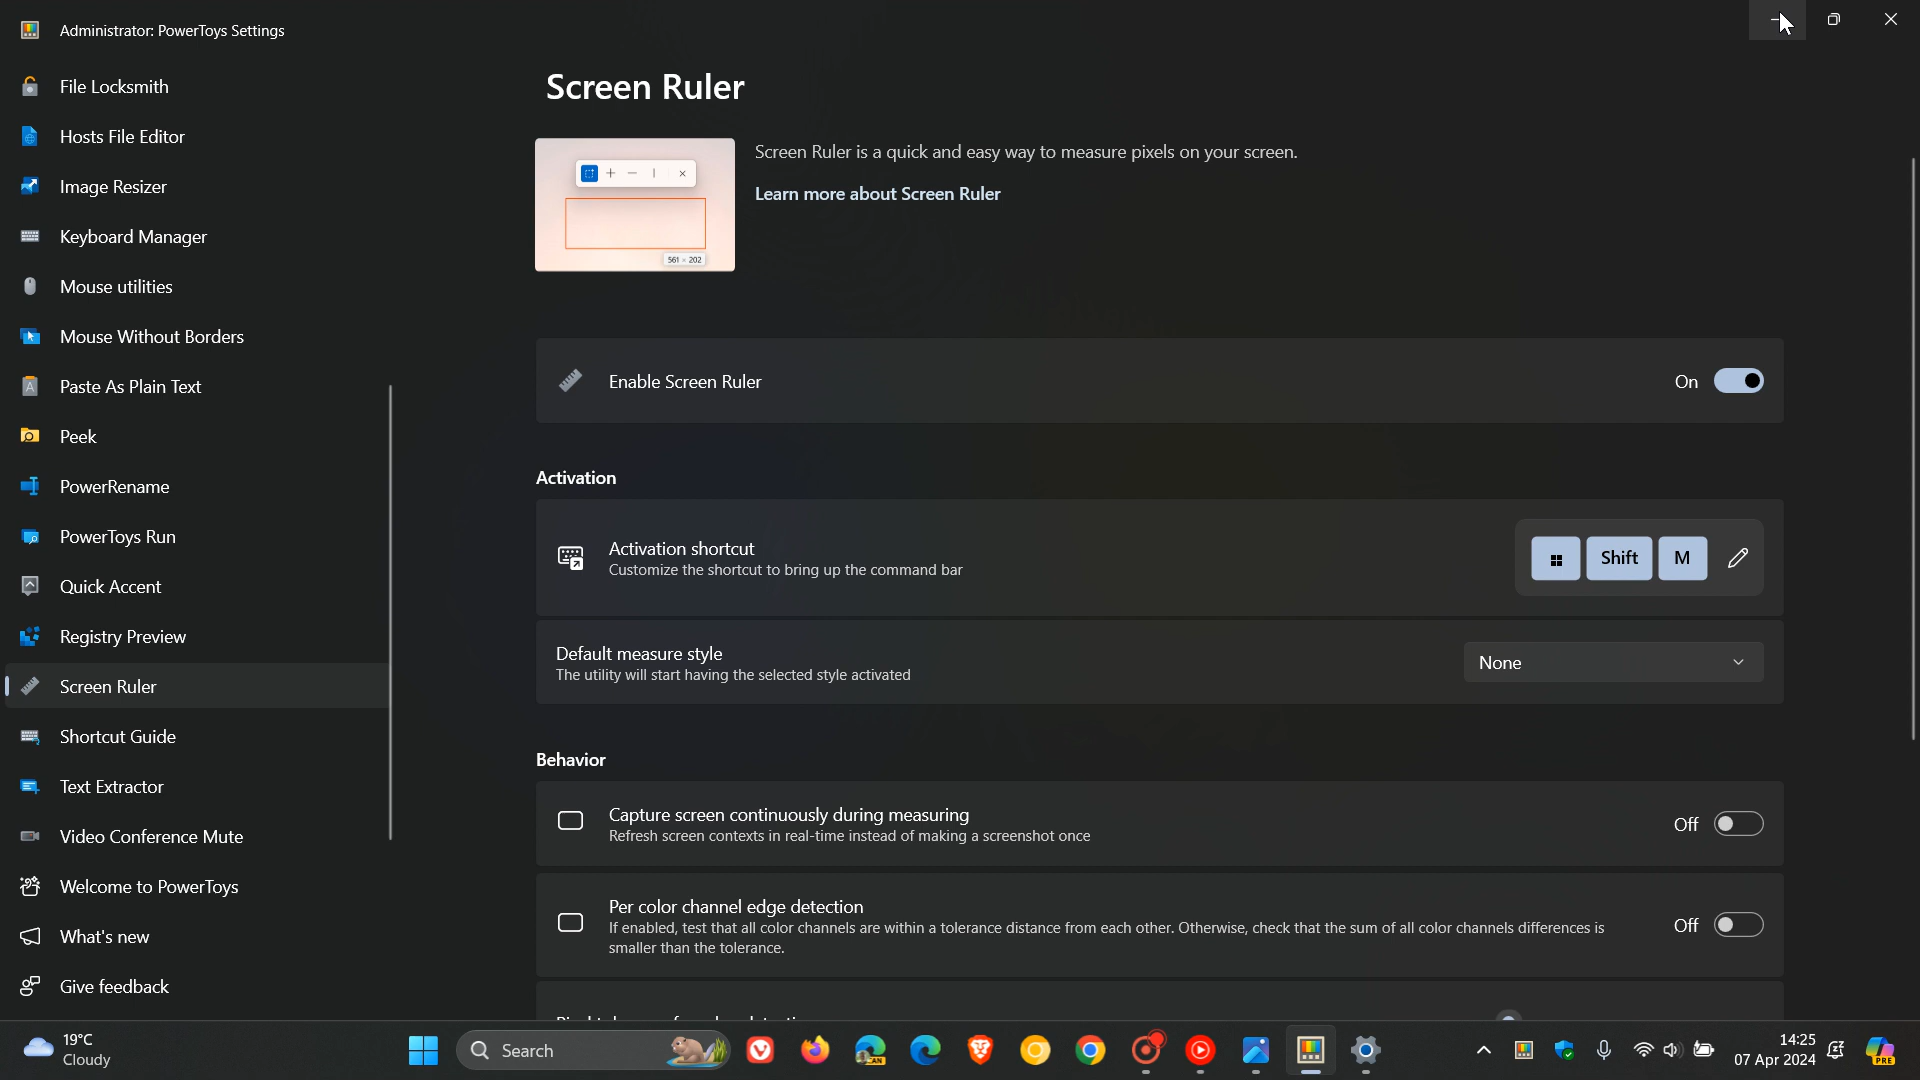 Administrator: PowerToys Settings
File Locksmith
Hosts File Editor
Image Resizer
Keyboard Manager
Mouse utilities
Mouse Without Borders
Paste As Plain Text
Peek
PowerRename
PowerToys Run
Quick Accent
Registry Preview
Screen Ruler
Shortcut Guide
Text Extractor
Video Conference Mute
Welcome to PowerToys
What's new
Give feedback
Screen Ruler
561 × 202
Screen Ruler is a quick and easy way to measure pixels on your screen.
Learn more about Screen Ruler
Enable Screen Ruler
On
Activation
Activation shortcut
Customize the shortcut to bring up the command bar
Shift
M
Default measure style
The utility will start having the selected style activated
None
Behavior
Capture screen continuously during measuring
Refresh screen contexts in real-time instead of making a screenshot once
Off
Per color channel edge detection
If enabled, test that all color channels are within a tolerance distance from each other. Otherwise, check that the sum of all color channels differences is
smaller than the tolerance.
Off
19°C
Cloudy
Search
CAN
14:25
07 Apr 2024
PRE